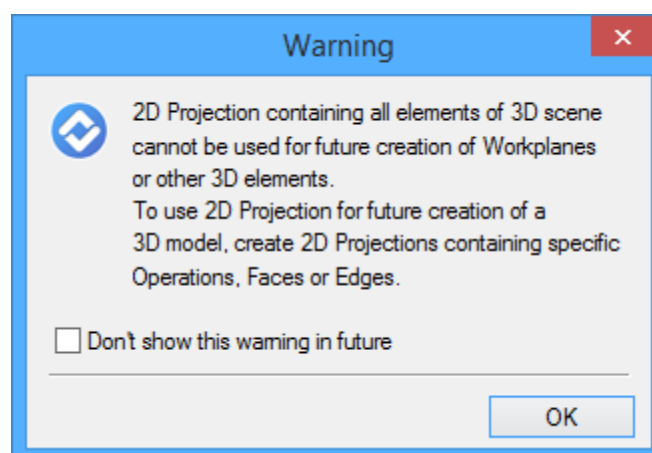 Warning
2D Projection containing all elements of 3D scene
cannot be used for future creation of Workplanes
or other 3D elements.
To use 2D Projection for future creation of a
3D model, create 2D Projections containing specific
Operations, Faces or Edges.
Don't show this warning in future
OK